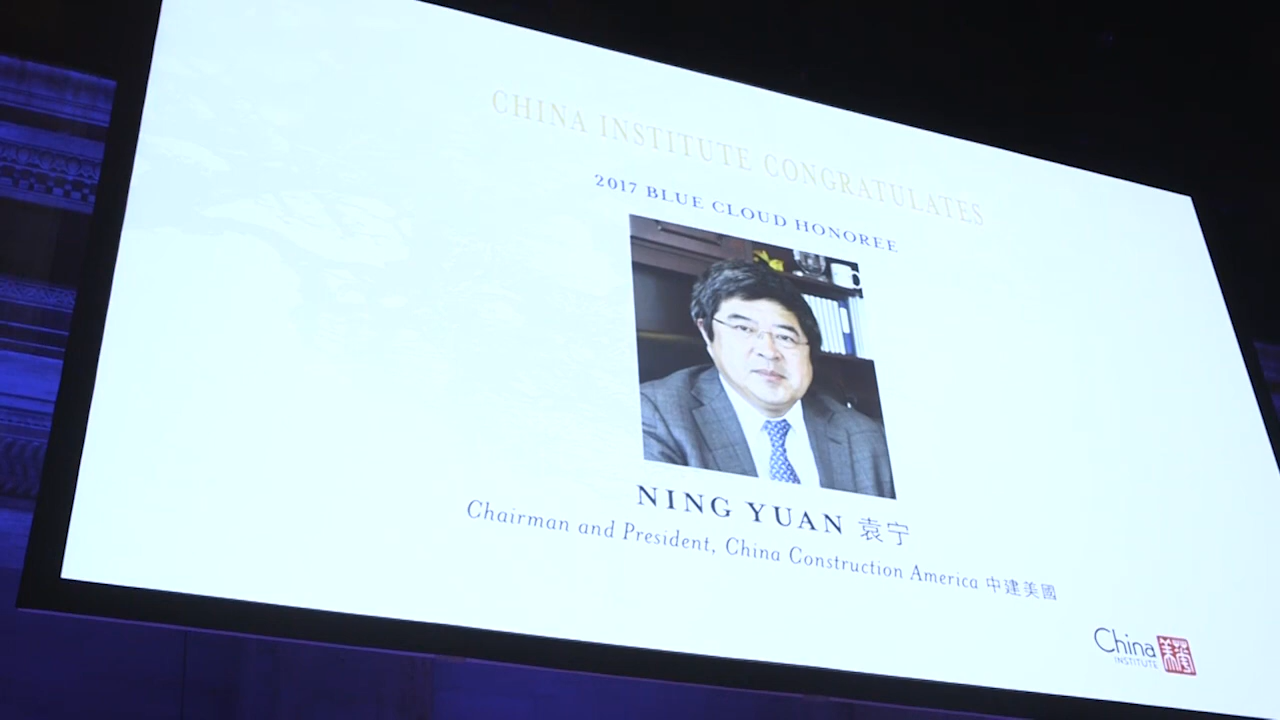 CHINA INSTITUTE CONGRATULATES
2017 BLUE CLOUD HONOREE
NING YUAN 袁宁
Chairman and President, China Construction America 中建美國
China
INSTITUTE